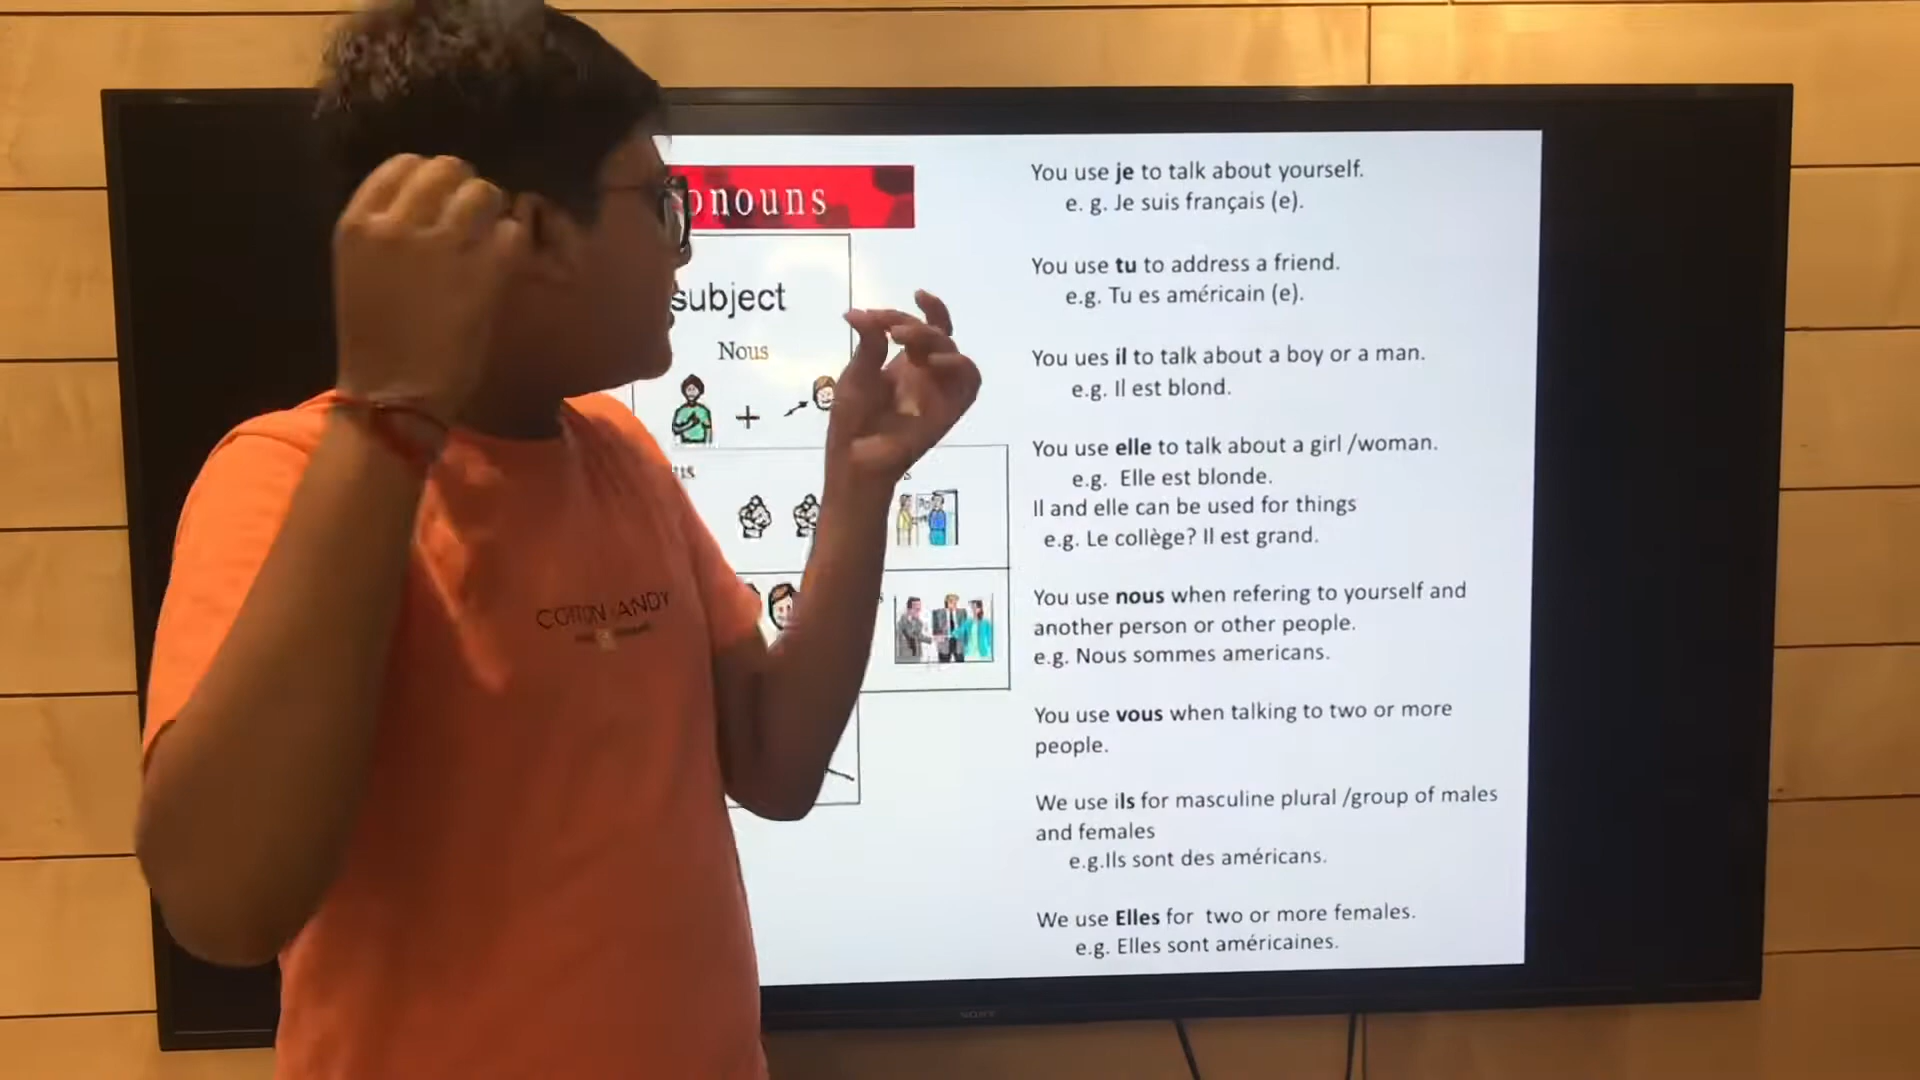 subject
Nous
You use je to talk about yourself.
e. g. Je suis français (e).
You use tu to address a friend.
e.g. Tu es américain (e).
You ues il to talk about a boy or a man.
e.g. Il est blond.
You use elle to talk about a girl /woman.
e.g. Elle est blonde.
Il and elle can be used for things
e.g. Le collège? Il est grand.
You use nous when refering to yourself and
another person or other people.
e.g. Nous sommes americans.
You use vous when talking to two or more
people.
We use ils for masculine plural /group of males
and females
e.g.Ils sont des américans.
We use Elles for two or more females.
e.g. Elles sont américaines.
SONY